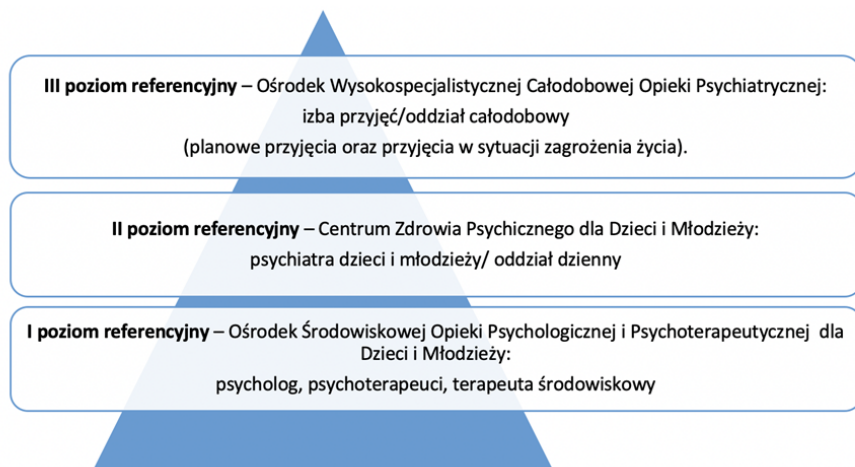 III poziom referencyjny – Ośrodek Wysokospecjalistycznej Całodobowej Opieki Psychiatrycznej:
izba przyjęć/oddział całodobowy
(planowe przyjęcia oraz przyjęcia w sytuacji zagrożenia życia).
II poziom referencyjny – Centrum Zdrowia Psychicznego dla Dzieci i Młodzieży:
psychiatra dzieci i młodzieży/ oddział dzienny
I poziom referencyjny – Ośrodek Środowiskowej Opieki Psychologicznej i Psychoterapeutycznej dla
Dzieci i Młodzieży:
psycholog, psychoterapeuci, terapeuta środowiskowy